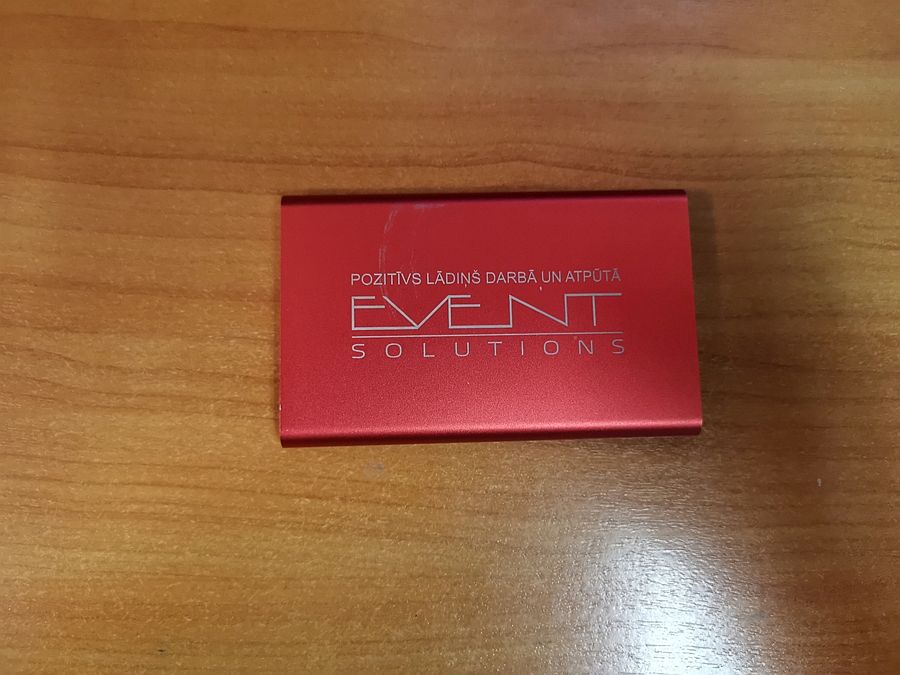 POZITĪVS LĀDIŅŠ DARBĀ UN ATPŪTĀ
EVENT
SOLUTIONS